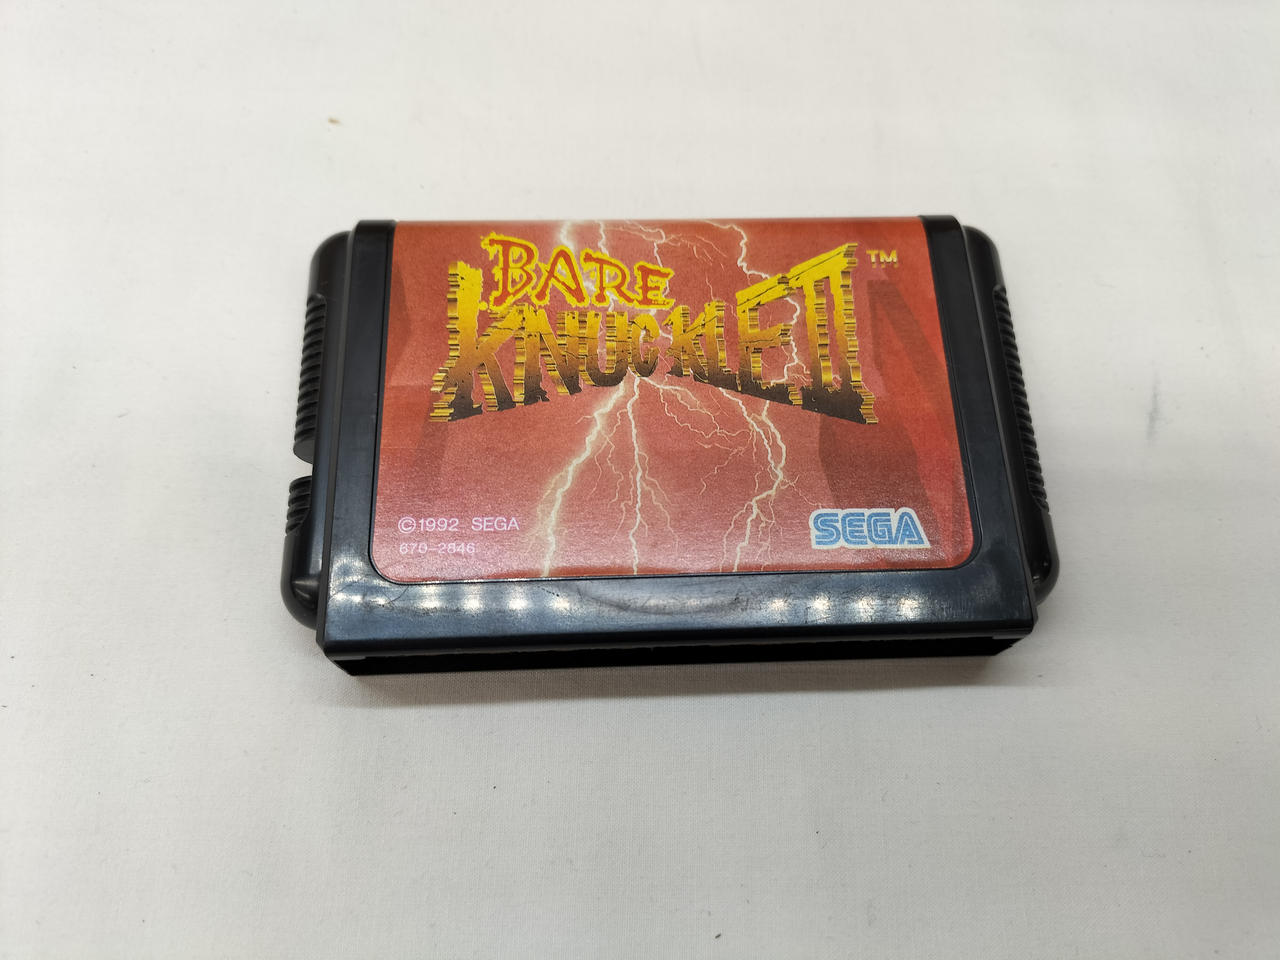 BARE
KNUCKLE II
TM
©1992 SEGA
670-2846
SEGA